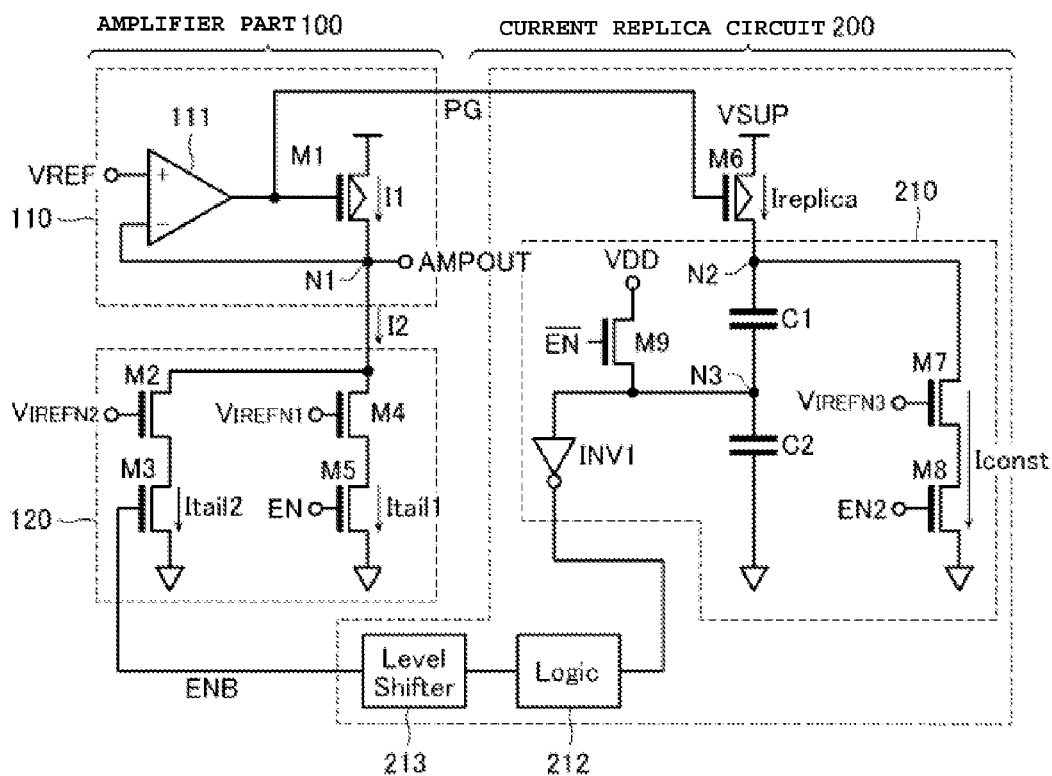 AMPLIFIER PART 100
CURRENT REPLICA CIRCUIT 200
PG
VSUP
111
M1
M6
VREF
+
−
I1
Ireplica
210
110
N1
AMPOUT
VDD
N2
I2
EN
M9
C1
M2
N3
M7
VIREFN2
VIREFN1
M4
VIREFN3
INV1
C2
M3
M5
M8
Iconst
Itail2
EN
Itail1
EN2
120
Level
Shifter
Logic
ENB
213
212